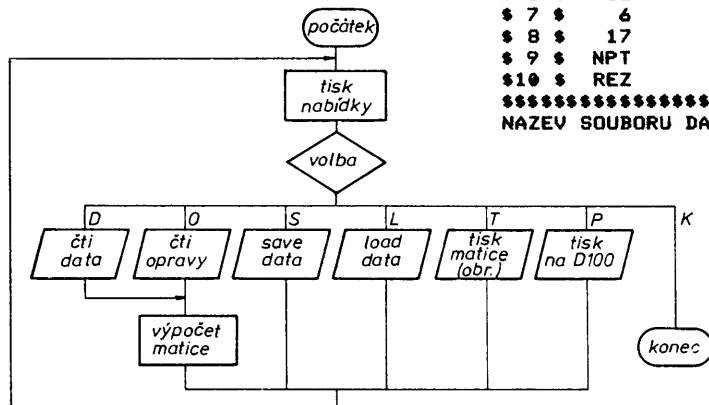 počátek
tisk
nabídky
volba
D
O
S
L
T
P
K
čti
data
čti
opravy
save
data
load
data
tisk
matice
(obr.)
tisk
na D100
výpočet
matice
konec
$ 7 $ 6
$ 8 $ 17
$ 9 $ NPT
$10 $ REZ
$$$$$$$$$$$$$$$$
NAZEV SOUBORU DA